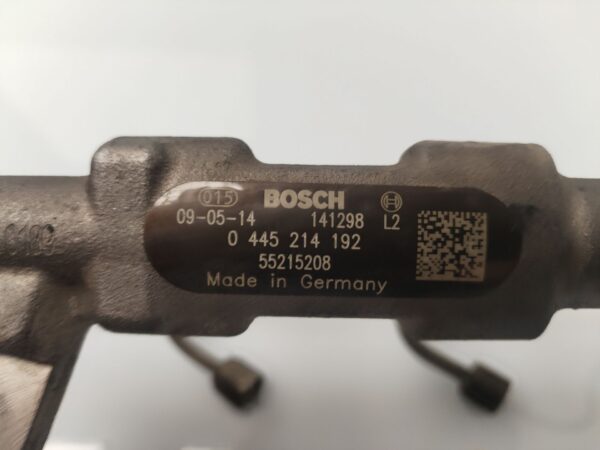 015 BOSCH
09-05-14 141298 L2
0 445 214 192
55215208
Made in Germany